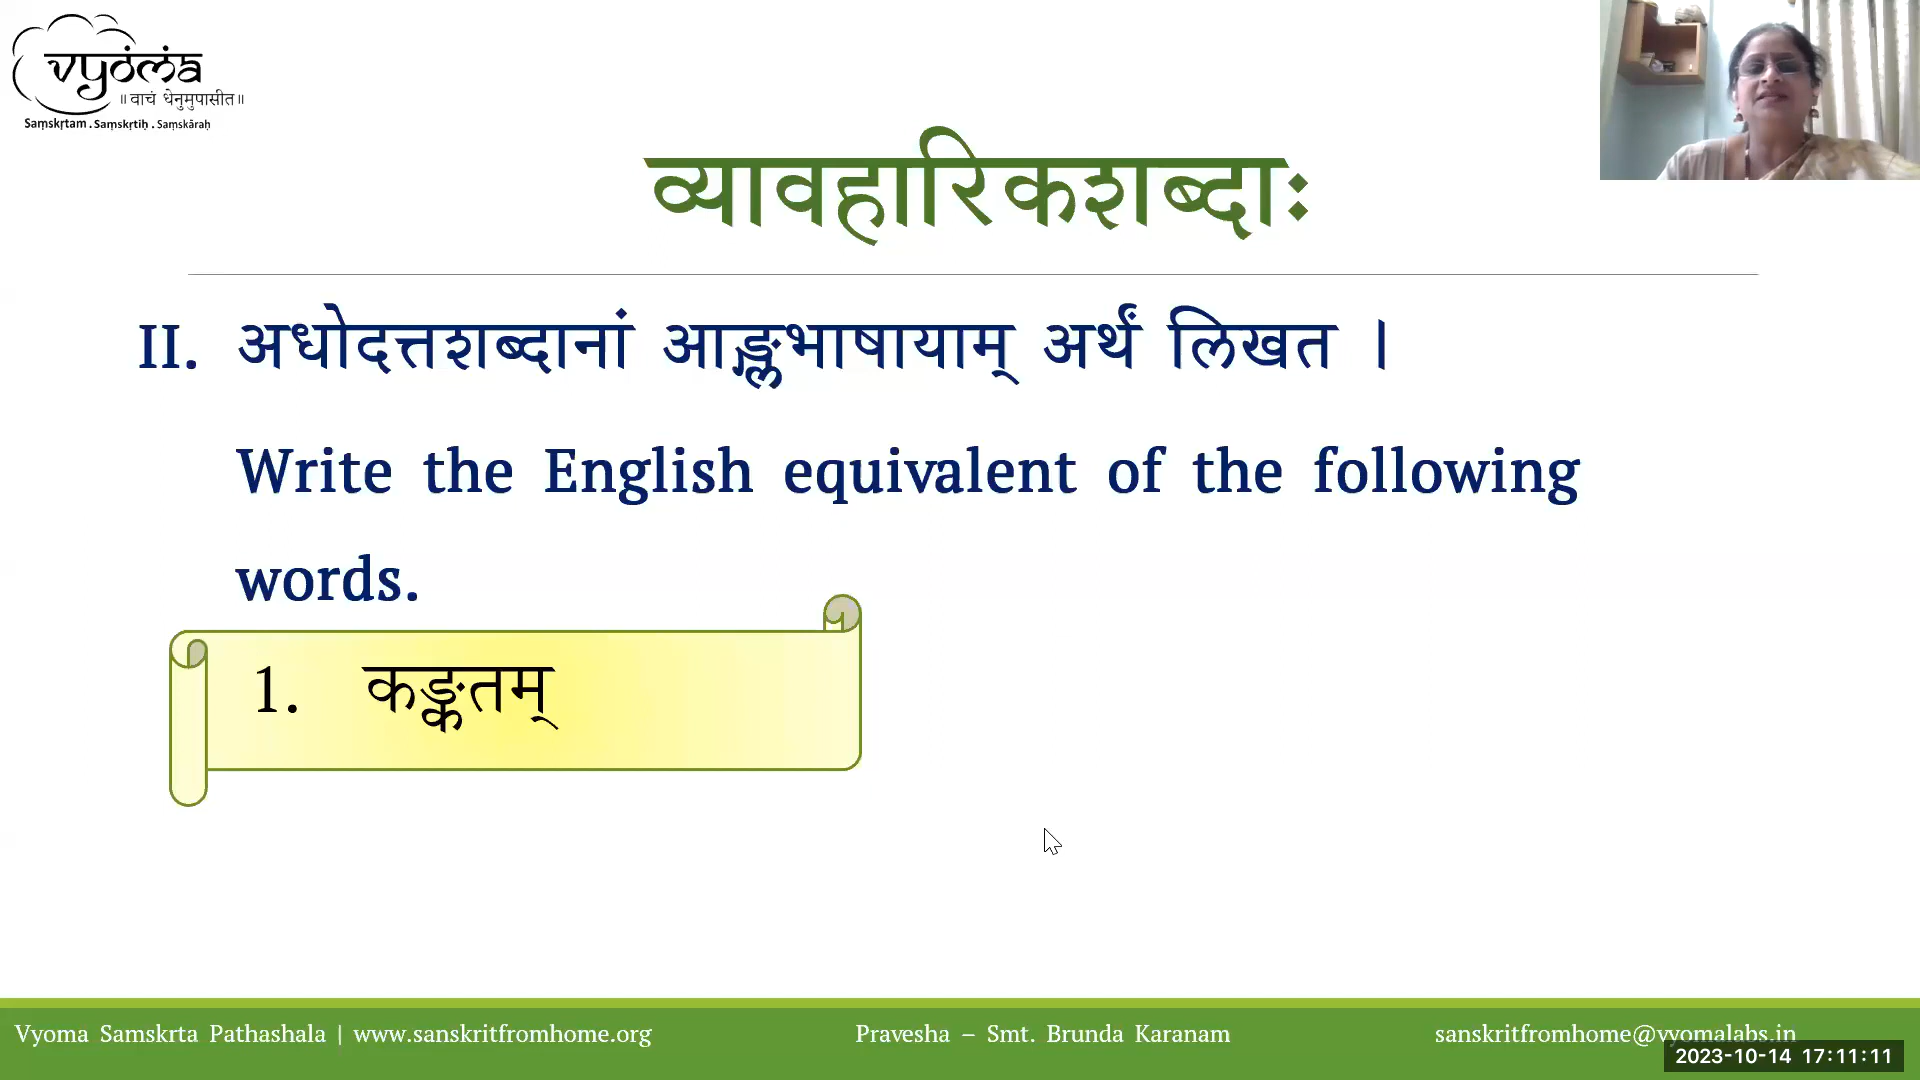 vyoma
॥ वाचं धेनुमुपासीत॥
Saṃskṛtam . Saṃskṛtiḥ . Saṃskāraḥ
व्यावहारिकशब्दाः
II. अधोदत्तशब्दानां आङ्ग्लभाषायाम् अर्थं लिखत ।
Write the English equivalent of the following
words.
1. कङ्कतम्
Vyoma Samskrta Pathashala | www.sanskritfromhome.org Pravesha – Smt. Brunda Karanam sanskritfromhome@vyomalabs.in
2023-10-14 17:11:11